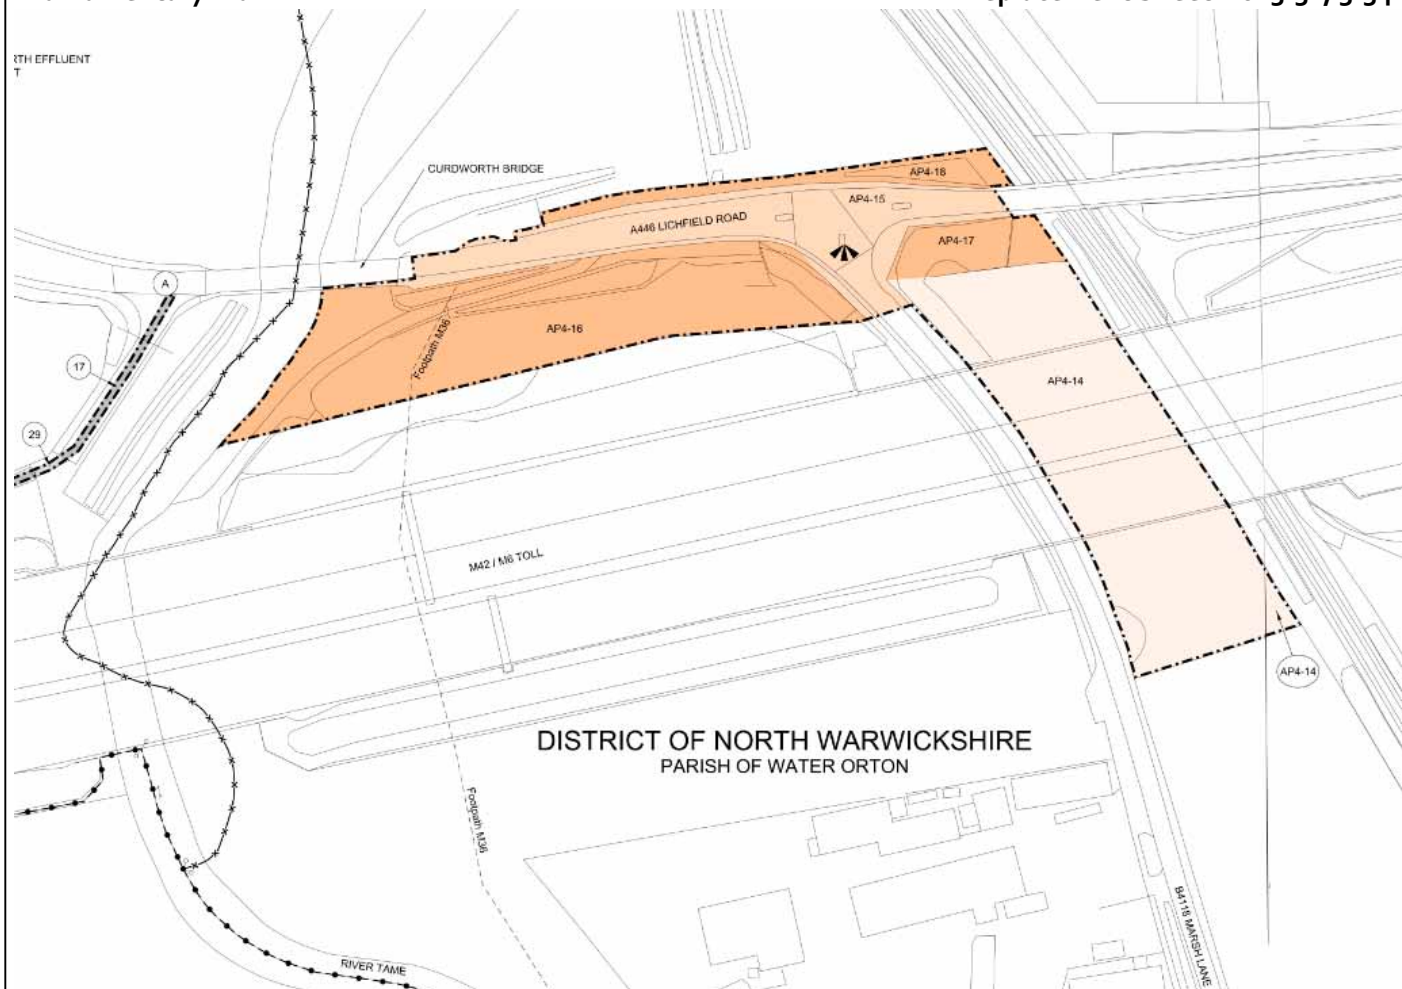 RTH EFFLUENT
T
CURDWORTH BRIDGE
AP4-18
AP4-15
A446 LICHFIELD ROAD
AP4-17
A
AP4-16
Footpath M36
17
AP4-14
29
M42 / M6 TOLL
AP4-14
DISTRICT OF NORTH WARWICKSHIRE
PARISH OF WATER ORTON
Footpath M36
B4118 MARSH LANE
RIVER TAME